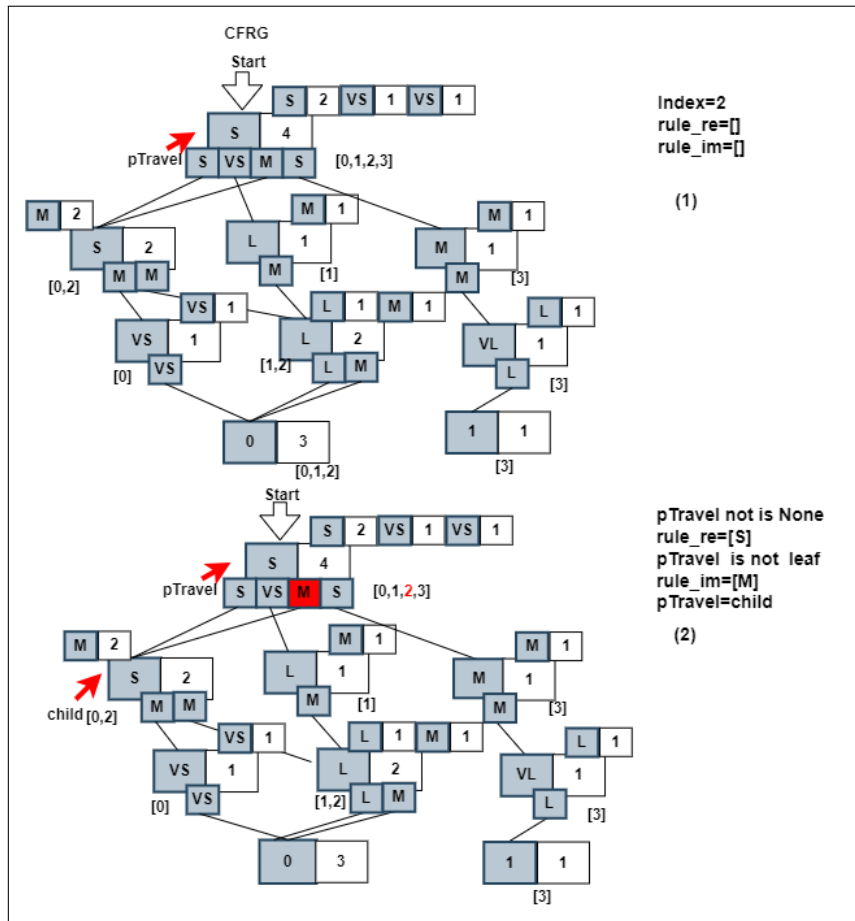 CFRG
Start
S 2 VS 1 VS 1
S 4
pTravel
S VS M S
[0,1,2,3]
Index=2
rule_re=[]
rule_im=[]
(1)
M 2
M 1
M 1
S 2
L 1
M 1
M M
M
M
[0,2]
[1]
[3]
VS 1
L 1 M 1
L 1
VS 1
L 2
VL 1
VS
L M
L
[0]
[1,2]
[3]
0 3
1 1
[0,1,2]
[3]
Start
S 2 VS 1 VS 1
S 4
pTravel
S VS M S
[0,1,2,3]
pTravel not is None
rule_re=[S]
pTravel is not leaf
rule_im=[M]
pTravel=child
(2)
M 2
M 1
M 1
S 2
L 1
M 1
child
[0,2]
M M
M
M
[1]
[3]
VS 1
L 1 M 1
L 1
VS 1
L 2
VL 1
VS
L M
L
[0]
[1,2]
[3]
0 3
1 1
[3]